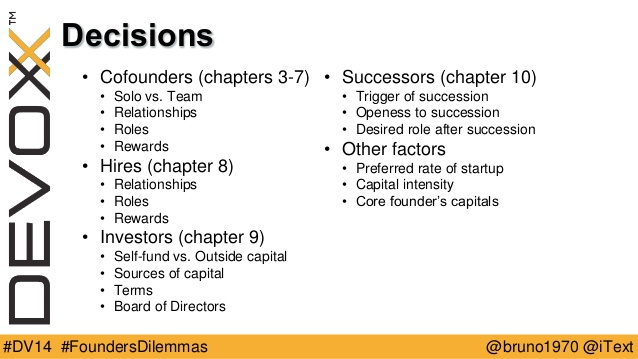 DEVOXX™
Decisions
• Cofounders (chapters 3-7)
• Solo vs. Team
• Relationships
• Roles
• Rewards
• Hires (chapter 8)
• Relationships
• Roles
• Rewards
• Investors (chapter 9)
• Self-fund vs. Outside capital
• Sources of capital
• Terms
• Board of Directors
• Successors (chapter 10)
• Trigger of succession
• Openess to succession
• Desired role after succession
• Other factors
• Preferred rate of startup
• Capital intensity
• Core founder's capitals
#DV14 #FoundersDilemmas
@bruno1970 @iText